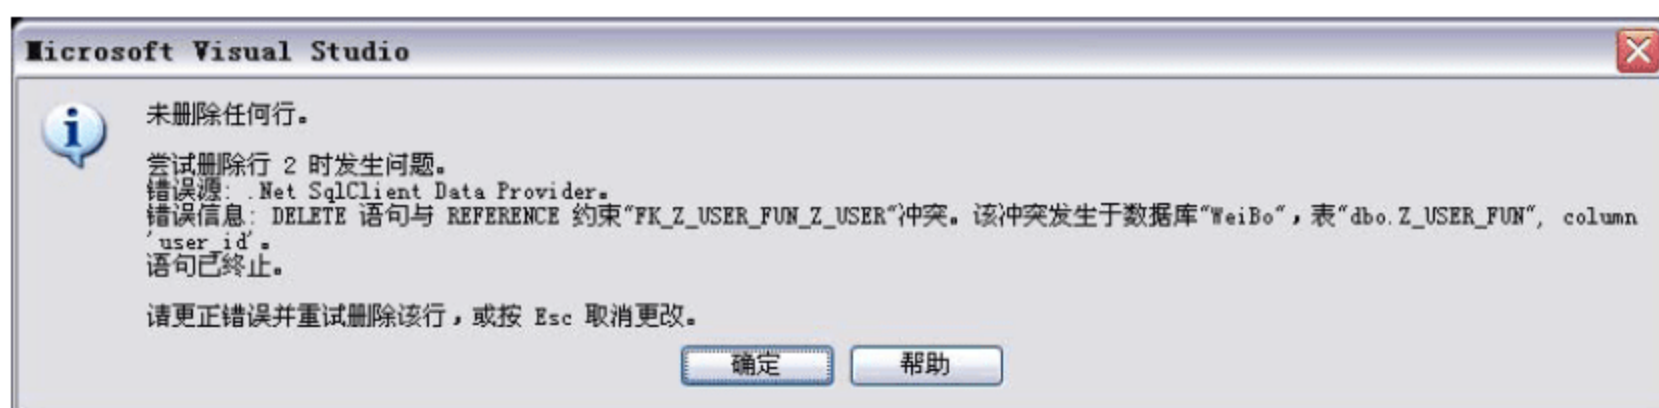 Microsoft Visual Studio
未删除任何行。
尝试删除行 2 时发生问题。
错误源: .Net SqlClient Data Provider。
错误信息: DELETE 语句与 REFERENCE 约束"FK_Z_USER_FUN_Z_USER"冲突。该冲突发生于数据库"WeiBo"，表"dbo.Z_USER_FUN", column
'user_id'。
语句已终止。
请更正错误并重试删除该行，或按 Esc 取消更改。
确定 帮助